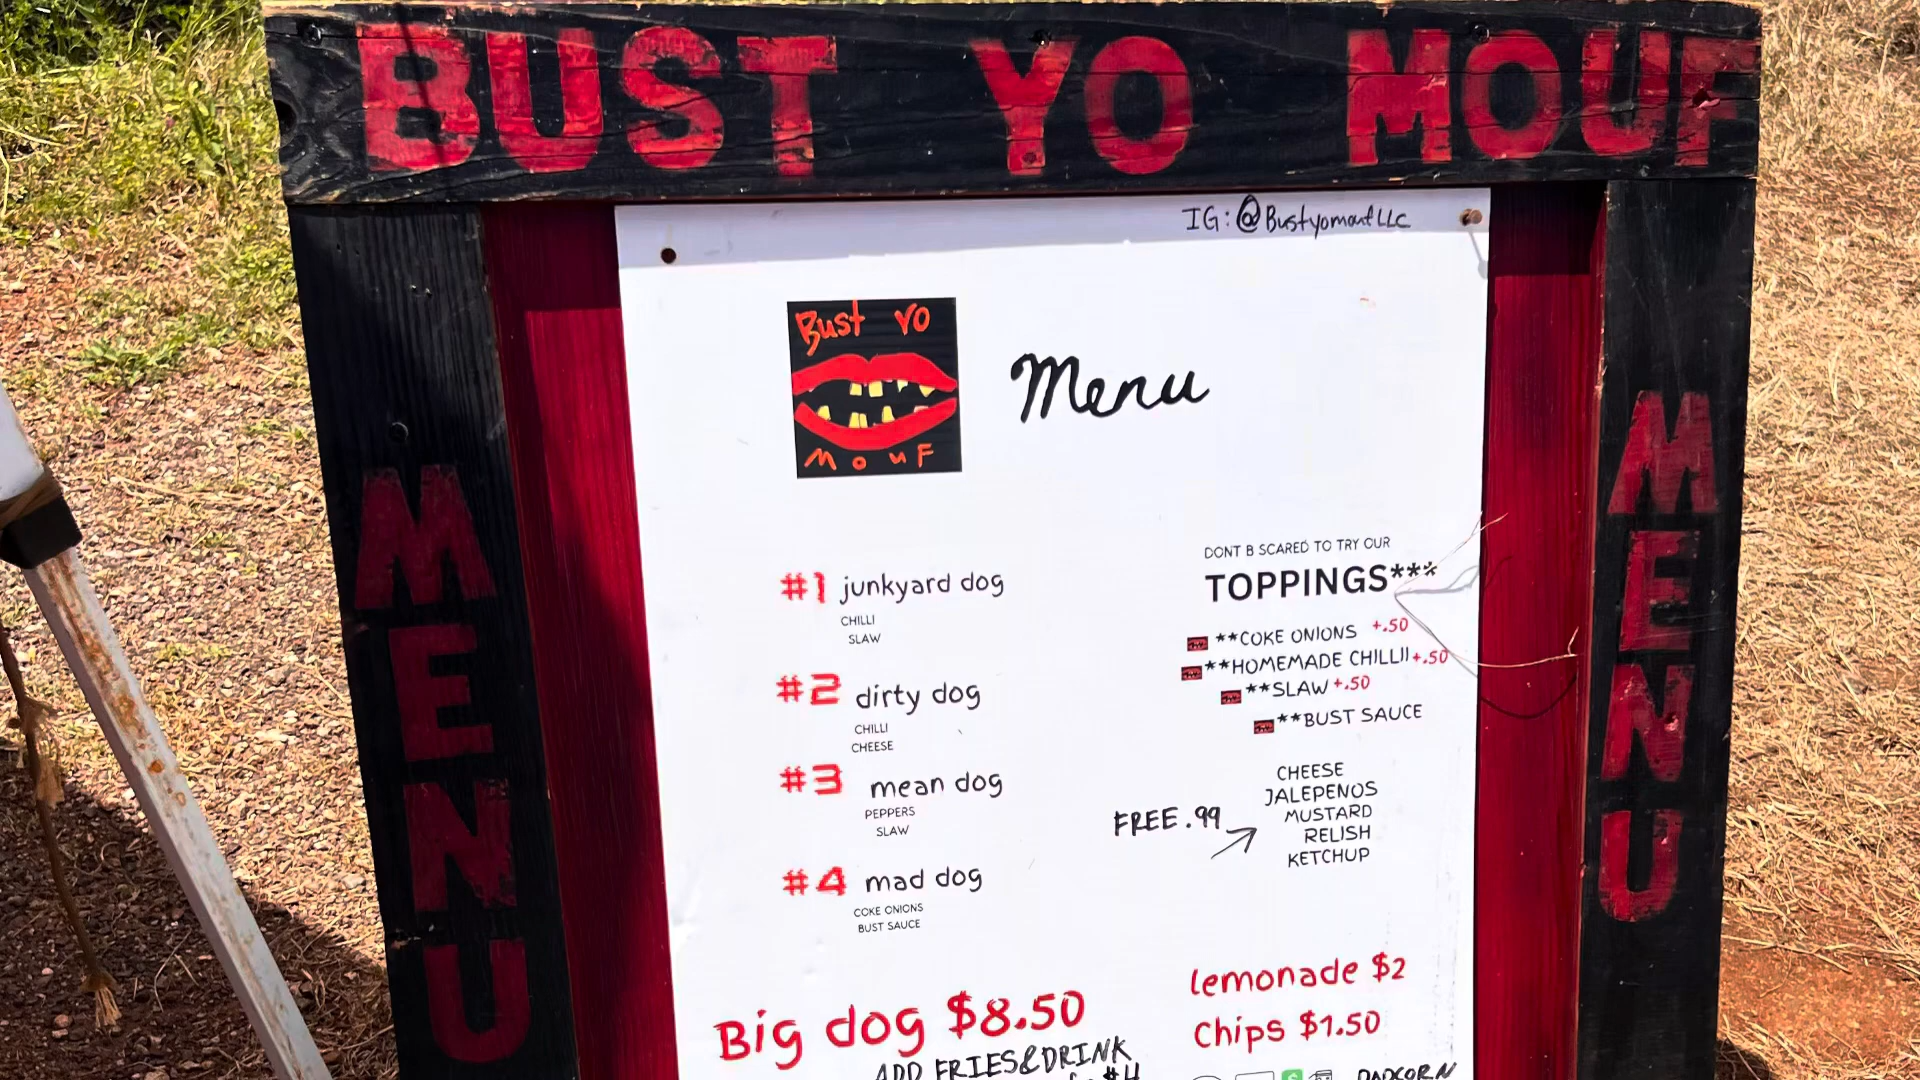 BUST YO MOUF
IG: @BustyomoufLLC
Bust YO
MOUF
Menu
MENU
MENU
#1 junkyard dog
CHILLI
SLAW
#2 dirty dog
CHILLI
CHEESE
#3 mean dog
PEPPERS
SLAW
#4 mad dog
COKE ONIONS
BUST SAUCE
DONT B SCARED TO TRY OUR
TOPPINGS***
**COKE ONIONS +.50
**HOMEMADE CHILLII +.50
**SLAW +.50
**BUST SAUCE
FREE.99
CHEESE
JALEPENOS
MUSTARD
RELISH
KETCHUP
Big dog $8.50
ADD FRIES&DRINK
$4
lemonade $2
Chips $1.50